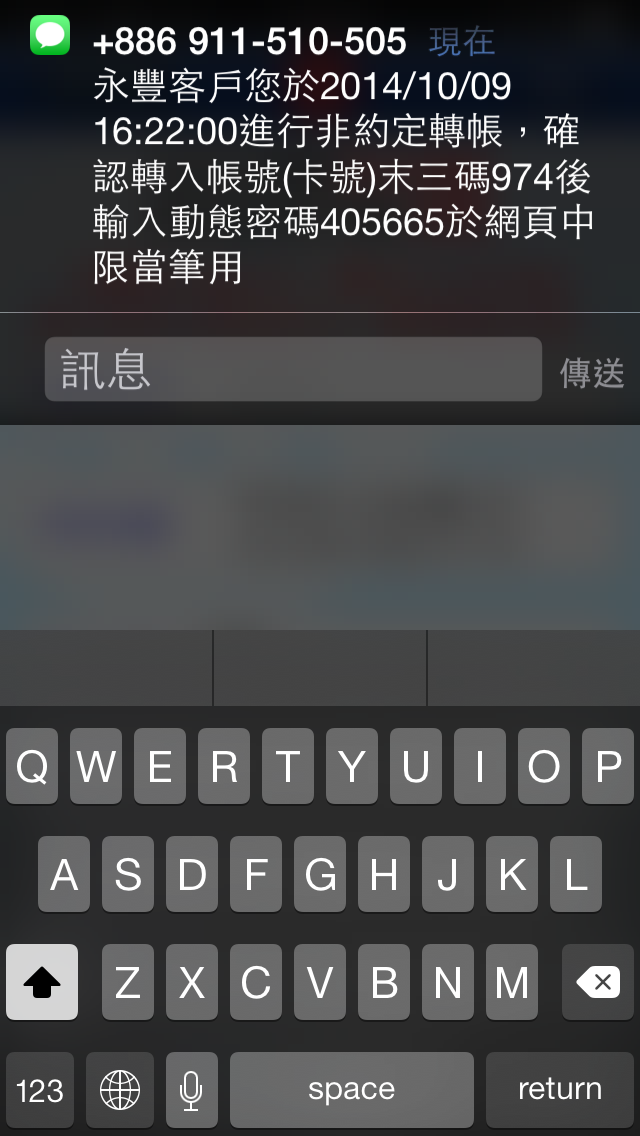 +886 911-510-505 現在
永豐客戶您於2014/10/09
16:22:00進行非約定轉帳，確
認轉入帳號(卡號)末三碼974後
輸入動態密碼405665於網頁中
限當筆用
訊息 傳送
Q W E R T Y U I O P
A S D F G H J K L
Z X C V B N M
123 space return